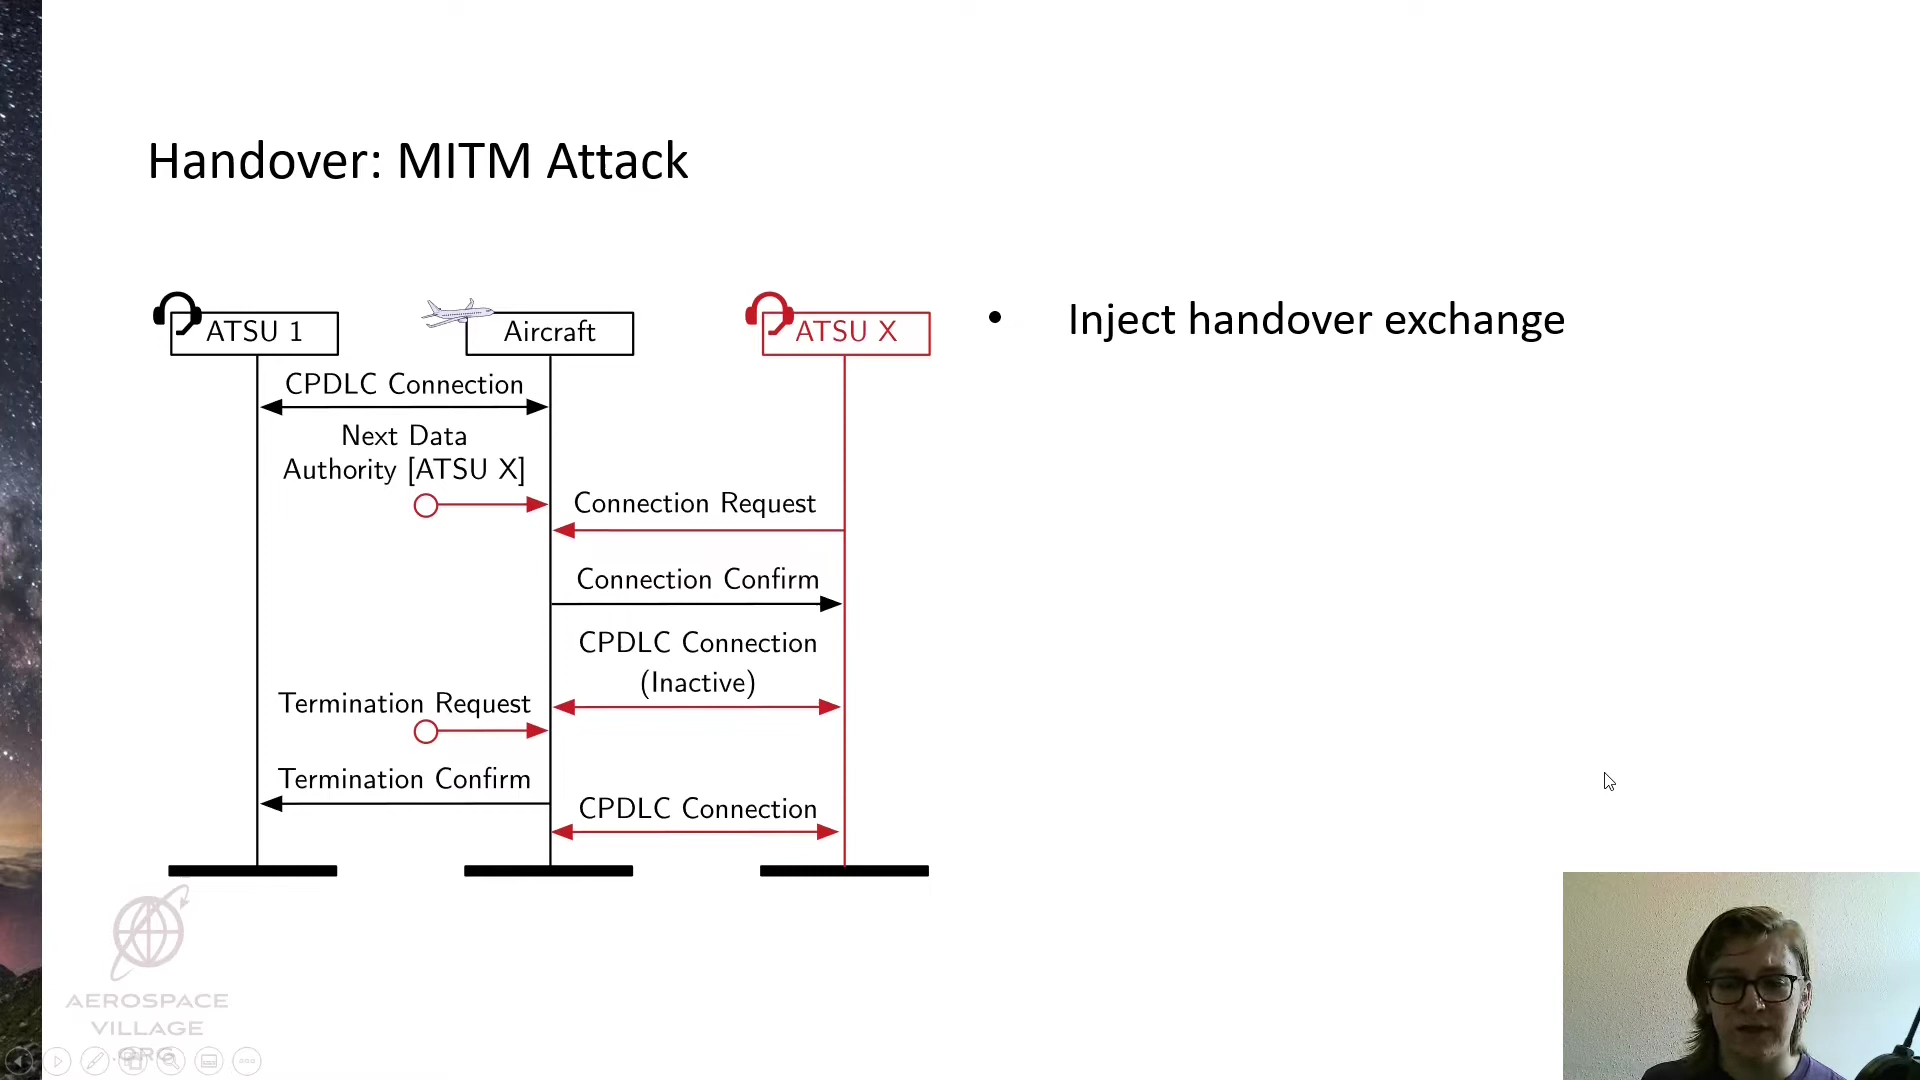 Handover: MITM Attack
ATSU 1
Aircraft
ATSU X
• Inject handover exchange
CPDLC Connection
Next Data
Authority [ATSU X]
Connection Request
Connection Confirm
CPDLC Connection
(Inactive)
Termination Request
Termination Confirm
CPDLC Connection
AEROSPACE
VILLAGE
.ORG